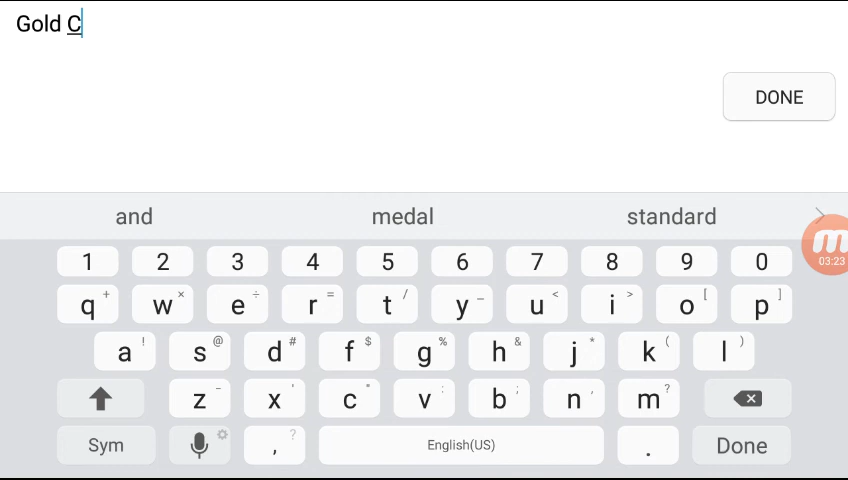 Gold C
DONE
and medal standard
m
03:23
1 2 3 4 5 6 7 8 9 0
q + w × e ÷ r = t / y _ u < i > o [ p ]
a ! s @ d # f $ g % h & j * k ( l )
z - x ' c " v : b ; n , m ?
Sym , ? English(US) . Done